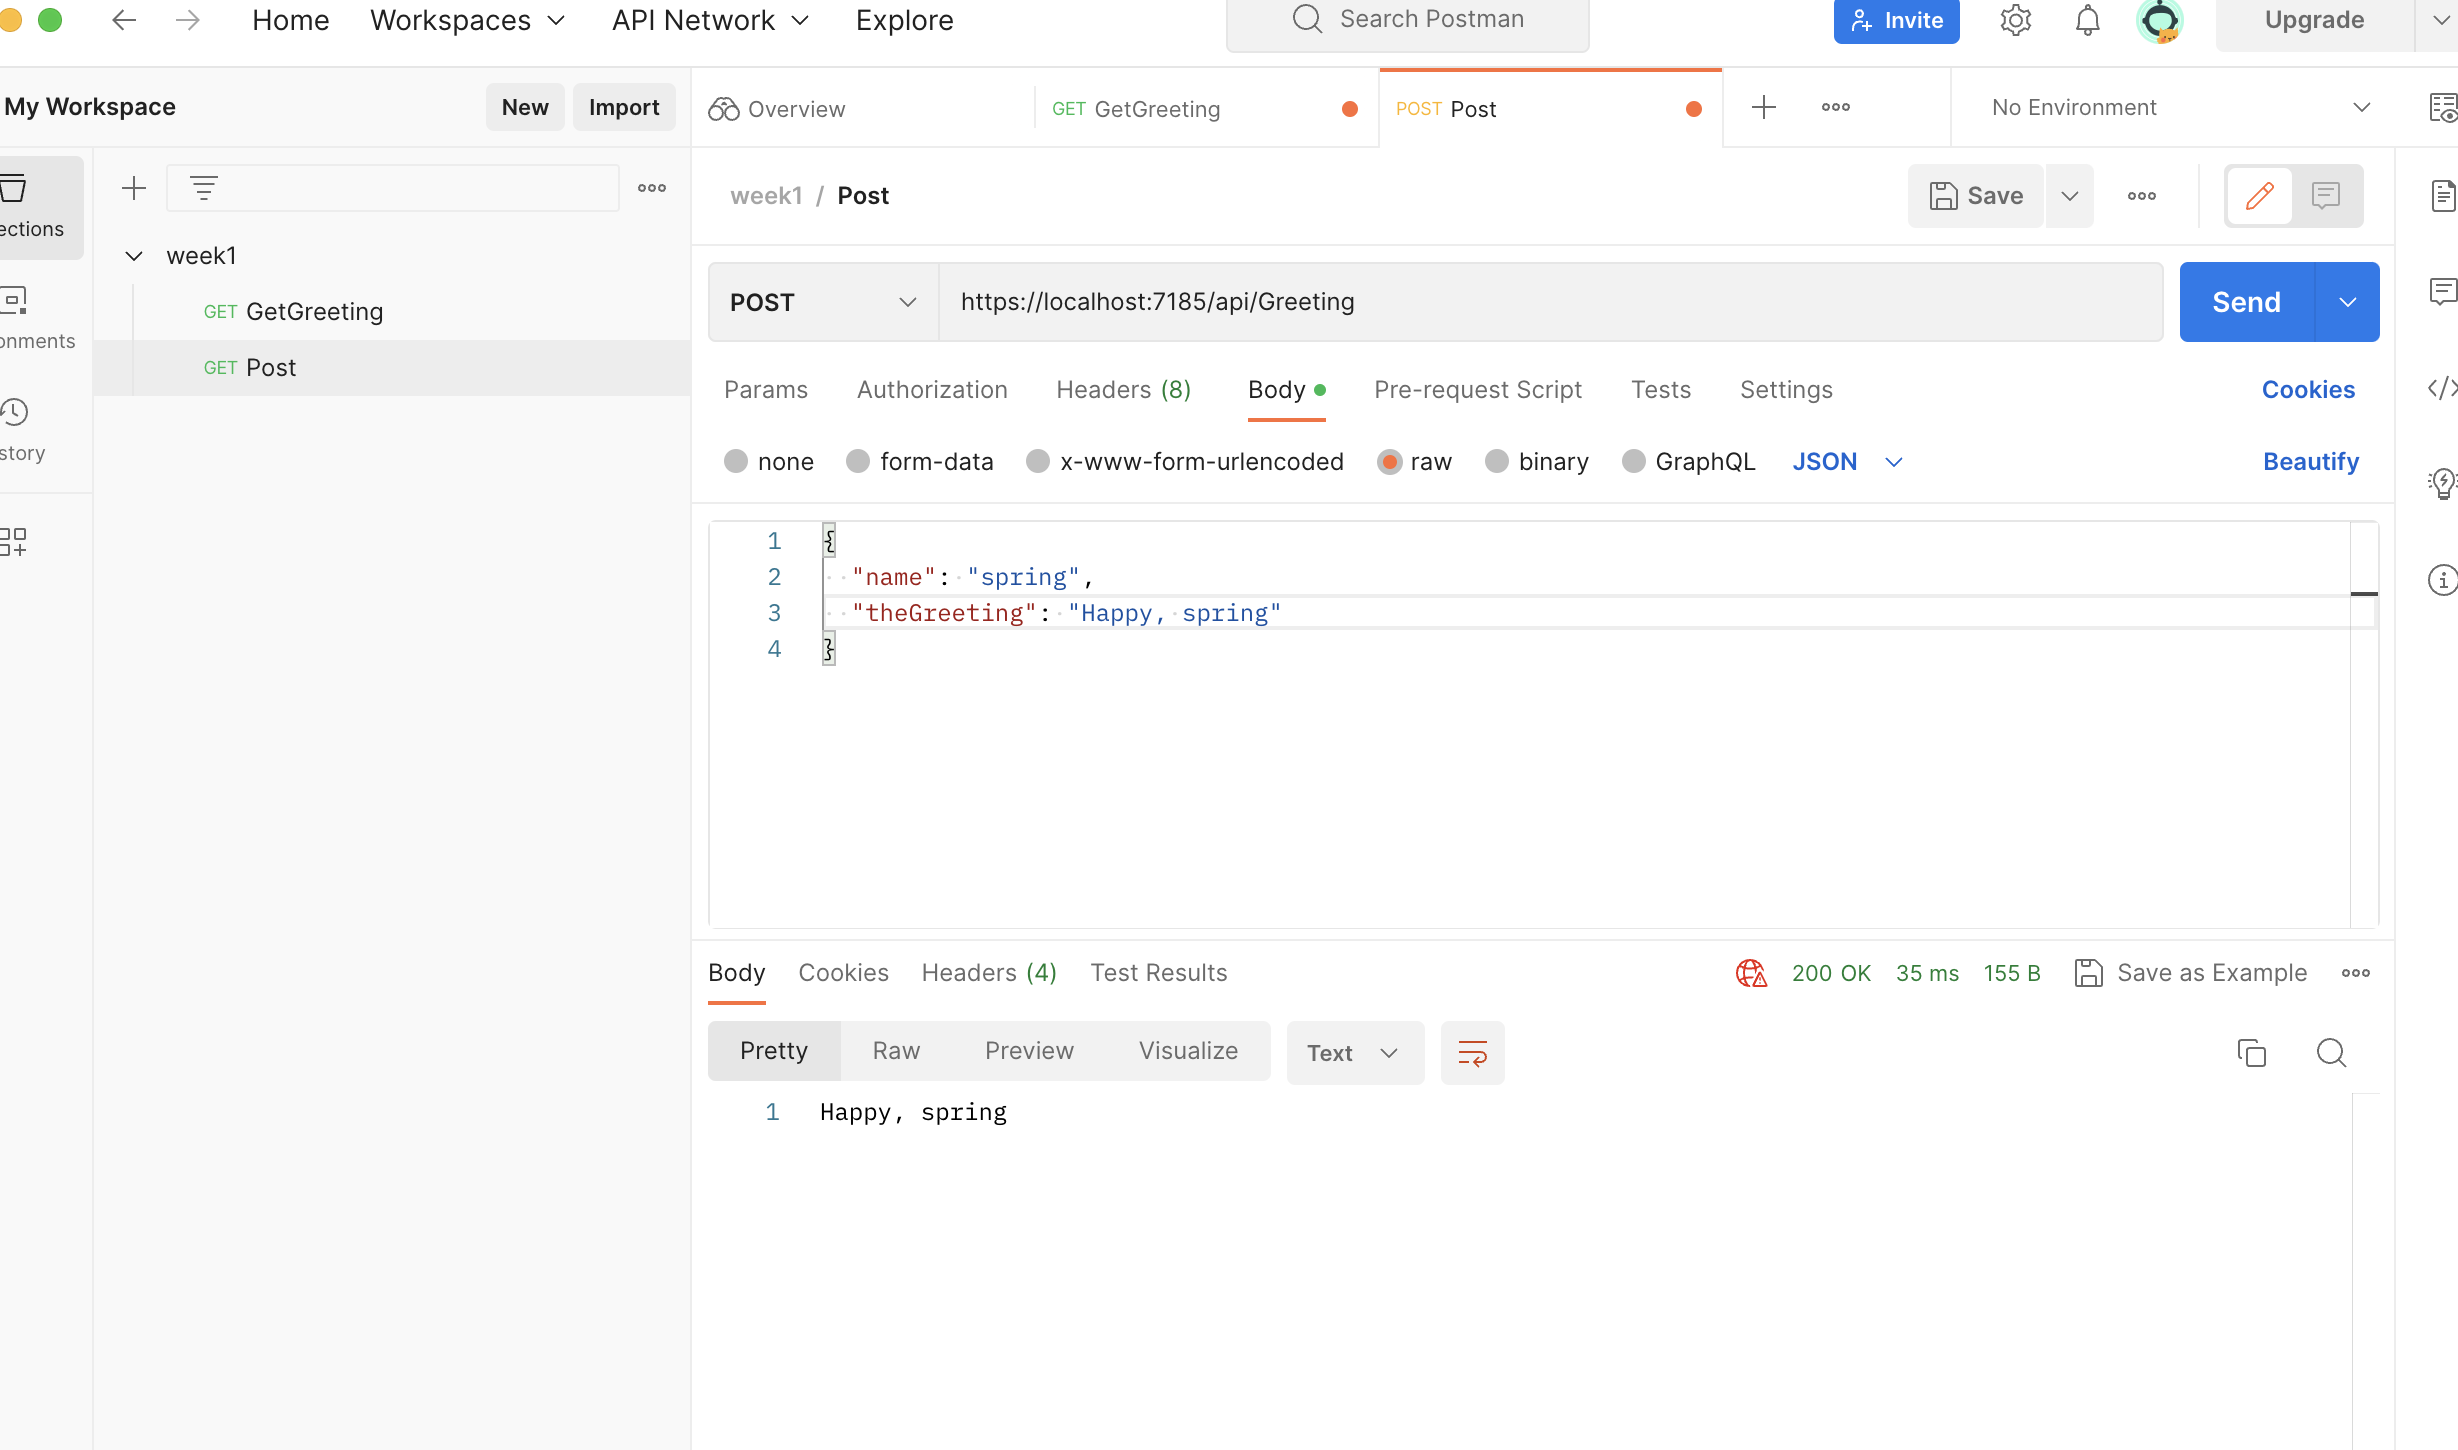 Home Workspaces API Network Explore Search Postman Invite Upgrade
My Workspace New Import Overview GET GetGreeting POST Post No Environment
ections
onments
story
week1
GET GetGreeting
GET Post
week1 / Post Save
POST https://localhost:7185/api/Greeting Send
Params Authorization Headers (8) Body Pre-request Script Tests Settings Cookies
none form-data x-www-form-urlencoded raw binary GraphQL JSON Beautify
1 {
2 "name": "spring",
3 "theGreeting": "Happy, spring"
4 }
Body Cookies Headers (4) Test Results 200 OK 35 ms 155 B Save as Example
Pretty Raw Preview Visualize Text
1 Happy, spring